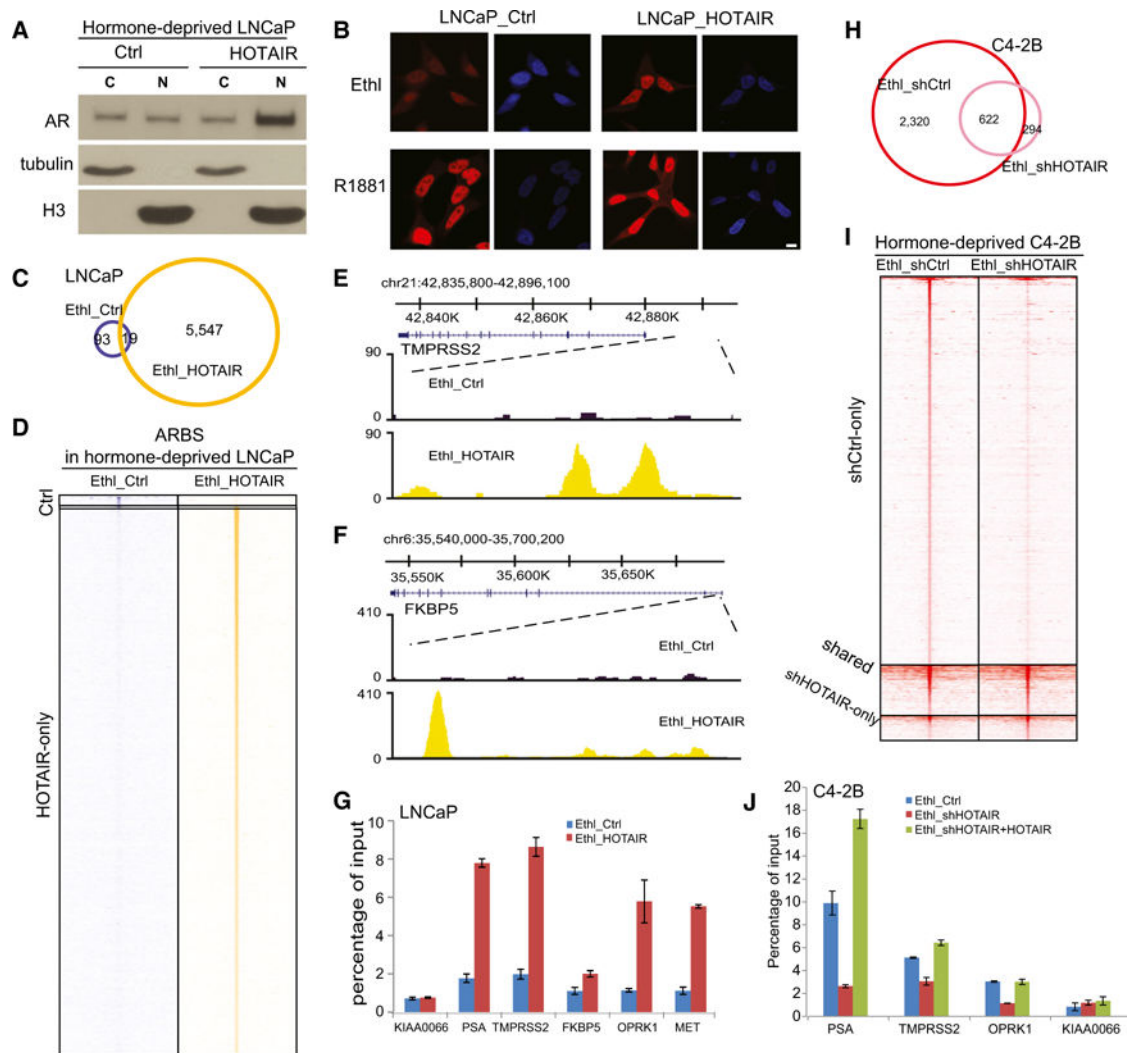 A
Hormone-deprived LNCaP
Ctrl HOTAIR
C N C N
AR
tubulin
H3
B
LNCaP_Ctrl LNCaP_HOTAIR
Ethl
R1881
C
LNCaP
Ethl_Ctrl
93 19 5,547
Ethl_HOTAIR
D
ARBS
in hormone-deprived LNCaP
Ethl_Ctrl Ethl_HOTAIR
Ctrl
HOTAIR-only
E
chr21:42,835,800-42,896,100
42,840K 42,860K 42,880K
TMPRSS2
90
Ethl_Ctrl
0
90
Ethl_HOTAIR
0
F
chr6:35,540,000-35,700,200
35,550K 35,600K 35,650K
FKBP5
410
Ethl_Ctrl
0
410
Ethl_HOTAIR
0
G
LNCaP
Ethl_Ctrl
Ethl_HOTAIR
percentage of input
10
8
6
4
2
0
KIAA0066 PSA TMPRSS2 FKBP5 OPRK1 MET
H
C4-2B
Ethl_shCtrl
2,320 622 294
Ethl_shHOTAIR
I
Hormone-deprived C4-2B
Ethl_shCtrl Ethl_shHOTAIR
shCtrl-only
shared
shHOTAIR-only
J
C4-2B
Ethl_Ctrl
Ethl_shHOTAIR
Ethl_shHOTAIR+HOTAIR
Percentage of input
20
18
16
14
12
10
8
6
4
2
0
PSA TMPRSS2 OPRK1 KIAA0066